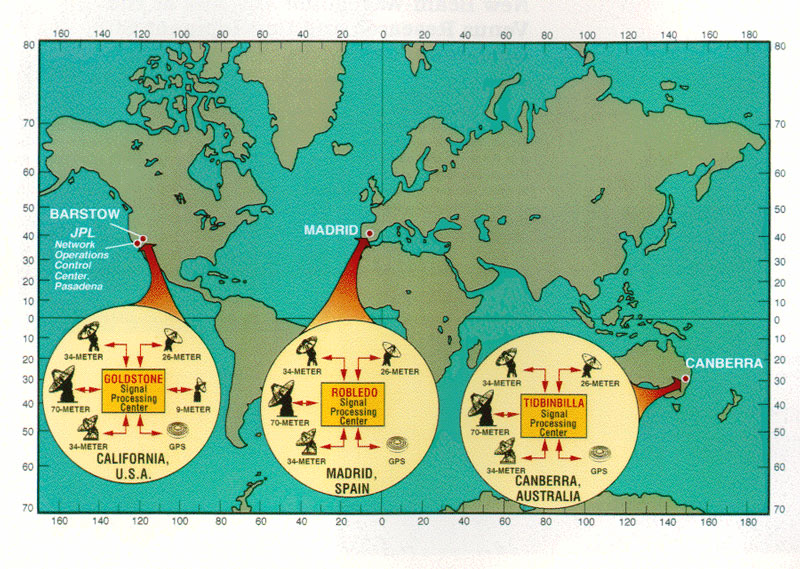 160 140 120 100 80 60 40 20 0 20 40 60 80 100 120 140 160 190
80 80
70 70
60 60
50 50
40 40
30 30
20 20
10 10
0 0
10 10
20 20
30 30
40 40
50 50
60 60
70 70
160 140 120 100 80 60 40 20 10 0 20 40 60 80 100 120 140 160 180
BARSTOW
JPL
Network
Operations
Control
Center.
Pasadena
MADRID
CANBERRA
34-METER
26-METER
GOLDSTONE
Signal
Processing
Center
70-METER
9-METER
34-METER
GPS
CALIFORNIA,
U.S.A.
34-METER
26-METER
ROBLEDO
Signal
Processing
Center
70-METER
34-METER
GPS
MADRID,
SPAIN
34-METER
26-METER
TIDBINBILLA
Signal
Processing
Center
70-METER
34-METER
GPS
CANBERRA,
AUSTRALIA